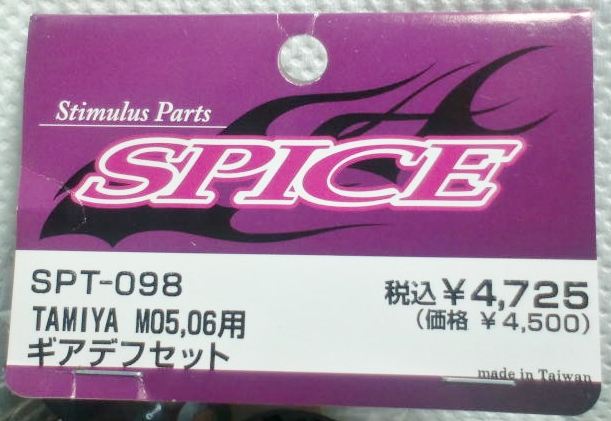 Stimulus Parts
SPICE
SPT-098
TAMIYA M05,06用
ギアデフセット
税込¥4,725
(価格 ¥4,500)
made in Taiwan